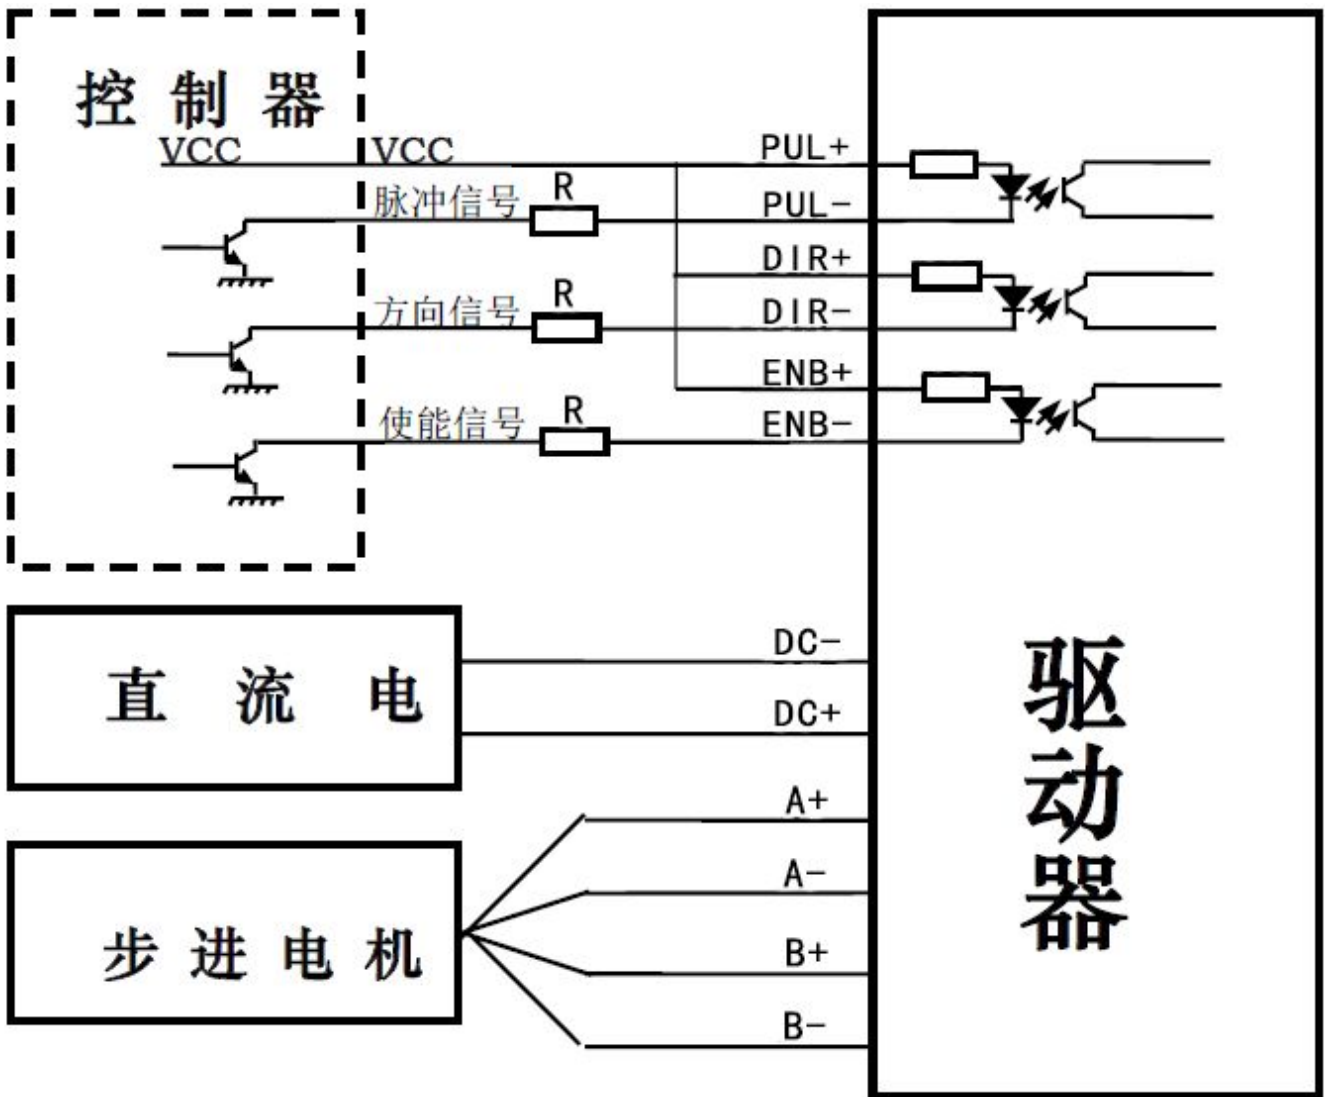 控制器
VCC VCC PUL+
脉冲信号 R PUL-
DIR+
方向信号 R DIR-
ENB+
使能信号 R ENB-
直流电 DC-
DC+
A+
A-
步进电机 B+
B-
驱动器